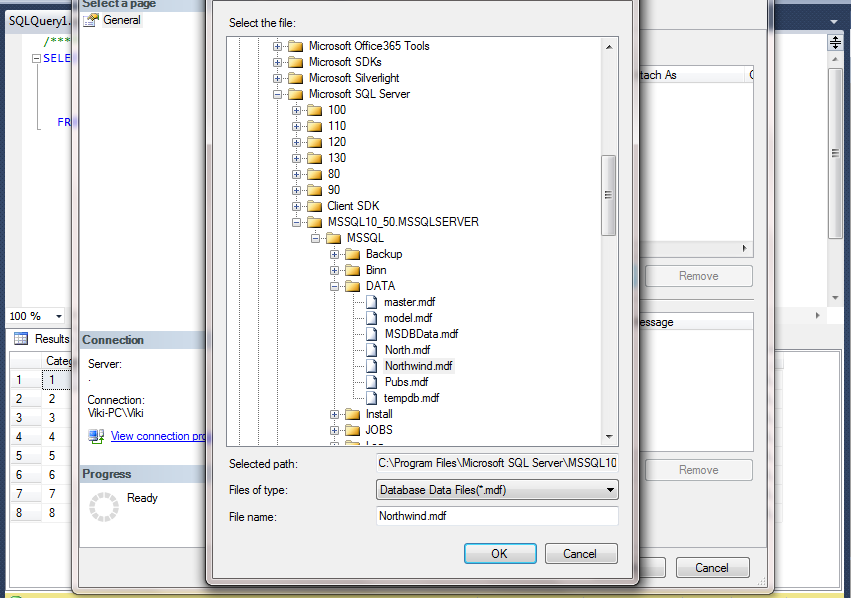 Select a page
SQLQuery1.
General
Select the file:
/***
SELE
FR
Microsoft Office365 Tools
Microsoft SDKs
Microsoft Silverlight
Microsoft SQL Server
100
110
120
130
80
90
Client SDK
MSSQL10_50.MSSQLSERVER
MSSQL
Backup
Binn
DATA
master.mdf
model.mdf
MSDBData.mdf
North.mdf
Northwind.mdf
Pubs.mdf
tempdb.mdf
Install
JOBS
tach As
Remove
essage
Remove
100 %
Results
Categ
1 1
2 2
3 3
4 4
5 5
6 6
7 7
8 8
Connection
Server:
.
Connection:
Viki-PC\Viki
View connection pro
Progress
Ready
Selected path:
C:\Program Files\Microsoft SQL Server\MSSQL10
Files of type:
Database Data Files(*.mdf)
File name:
Northwind.mdf
OK
Cancel
Cancel